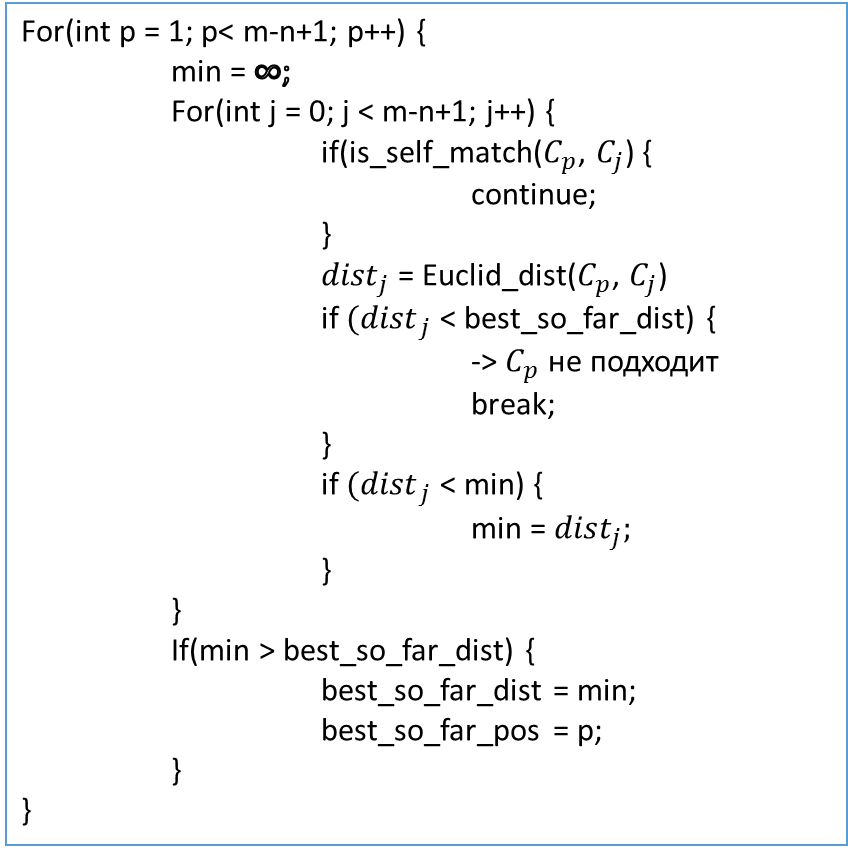 For(int p = 1; p< m-n+1; p++) {
min = ∞;
For(int j = 0; j < m-n+1; j++) {
if(is_self_match(C_p, C_j) {
continue;
}
dist_j = Euclid_dist(C_p, C_j)
if (dist_j < best_so_far_dist) {
-> C_p не подходит
break;
}
if (dist_j < min) {
min = dist_j;
}
}
If(min > best_so_far_dist) {
best_so_far_dist = min;
best_so_far_pos = p;
}
}